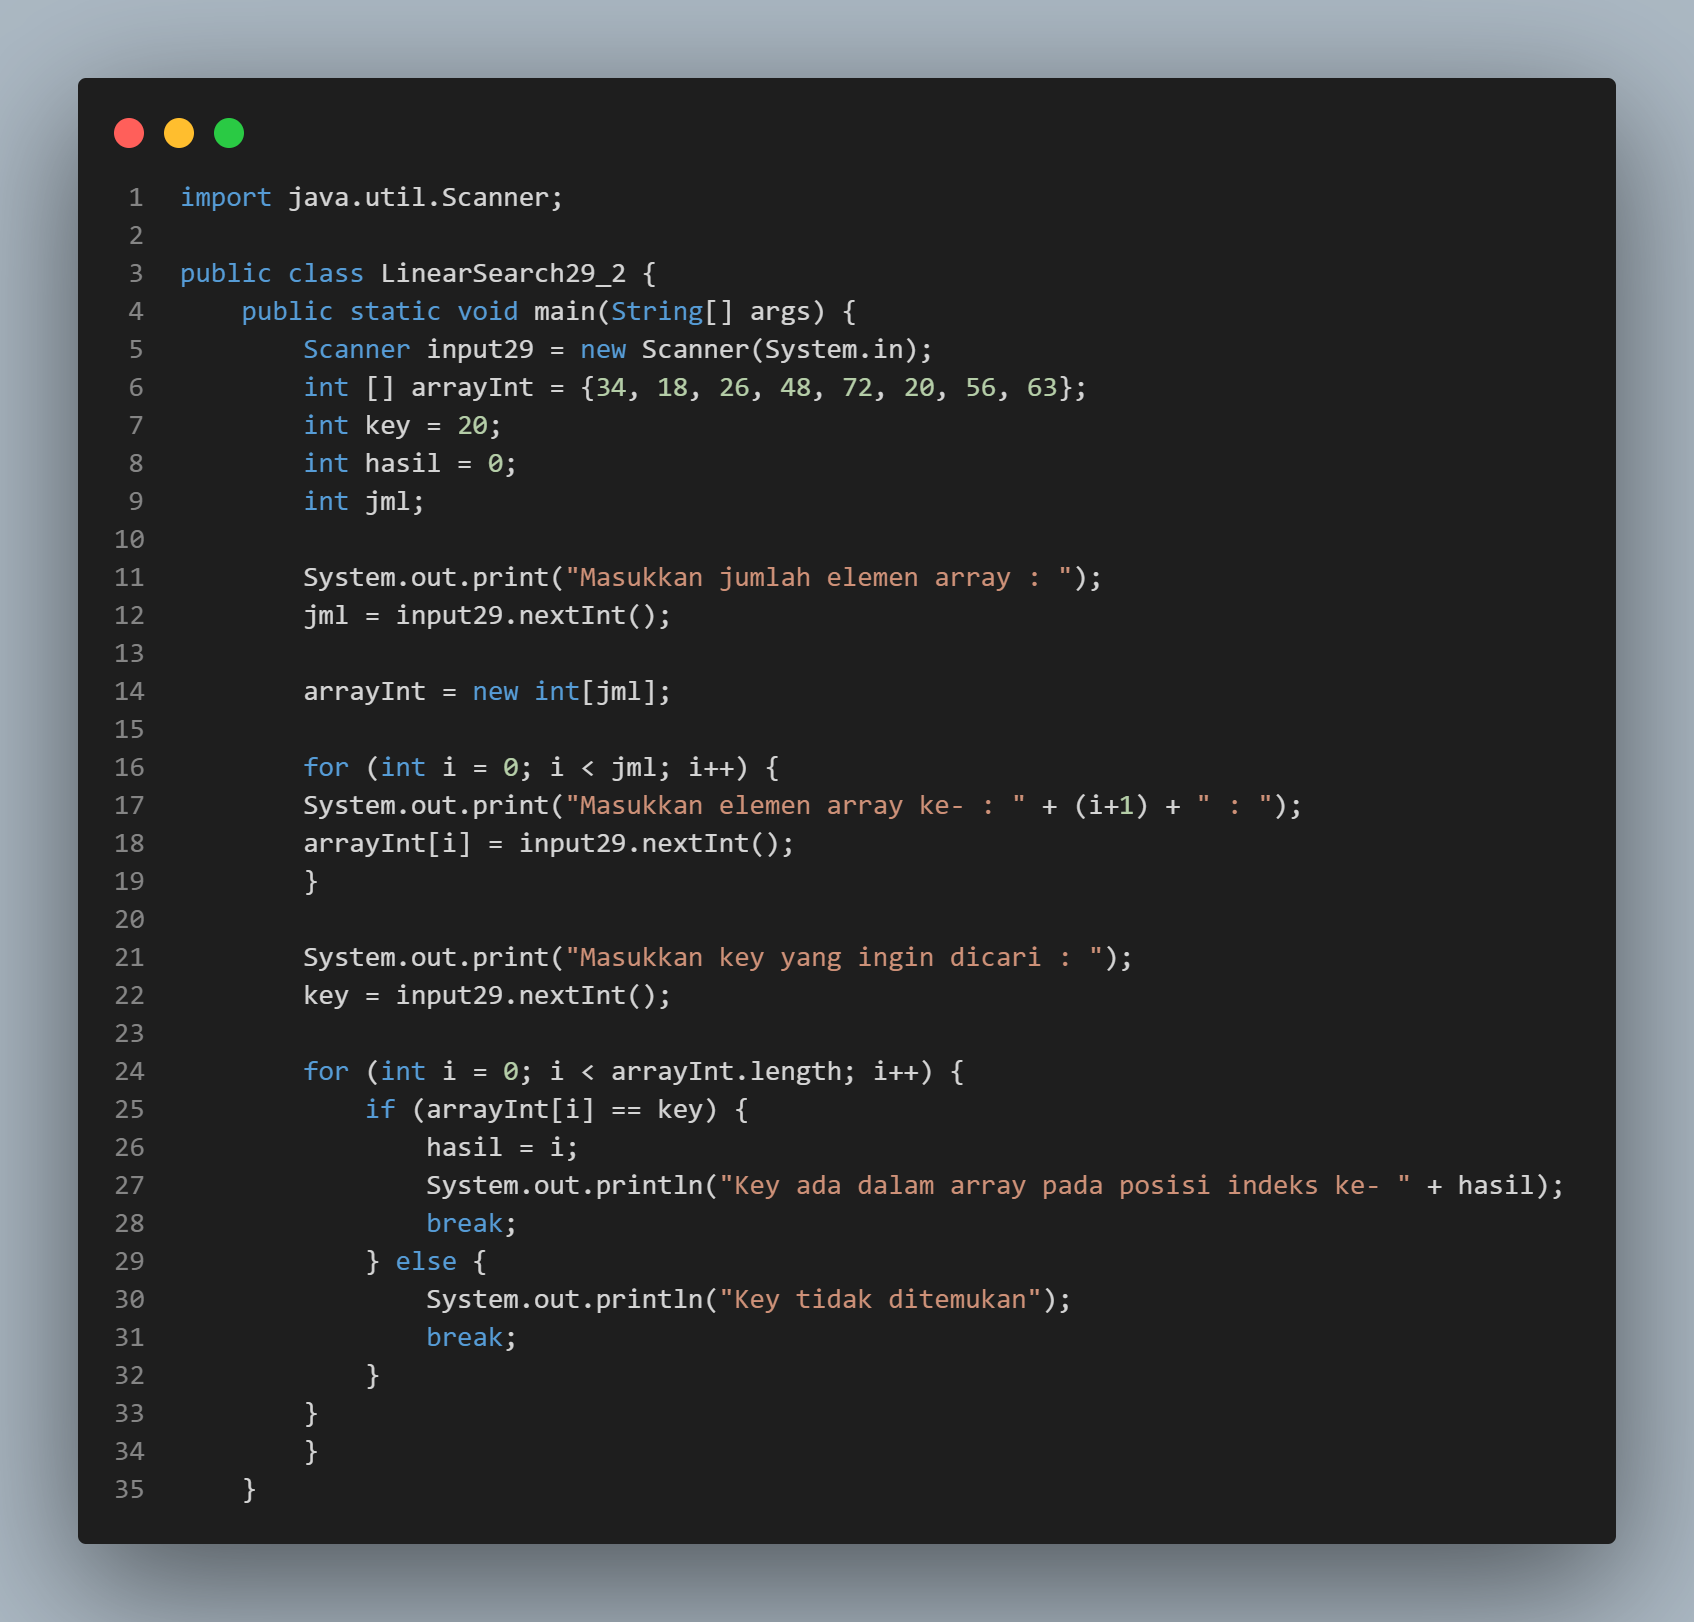 1 import java.util.Scanner;
2
3 public class LinearSearch29_2 {
4     public static void main(String[] args) {
5         Scanner input29 = new Scanner(System.in);
6         int [] arrayInt = {34, 18, 26, 48, 72, 20, 56, 63};
7         int key = 20;
8         int hasil = 0;
9         int jml;
10
11         System.out.print("Masukkan jumlah elemen array : ");
12         jml = input29.nextInt();
13
14         arrayInt = new int[jml];
15
16         for (int i = 0; i < jml; i++) {
17         System.out.print("Masukkan elemen array ke- : " + (i+1) + " : ");
18         arrayInt[i] = input29.nextInt();
19         }
20
21         System.out.print("Masukkan key yang ingin dicari : ");
22         key = input29.nextInt();
23
24         for (int i = 0; i < arrayInt.length; i++) {
25             if (arrayInt[i] == key) {
26                 hasil = i;
27                 System.out.println("Key ada dalam array pada posisi indeks ke- " + hasil);
28                 break;
29             } else {
30                 System.out.println("Key tidak ditemukan");
31                 break;
32             }
33         }
34         }
35     }